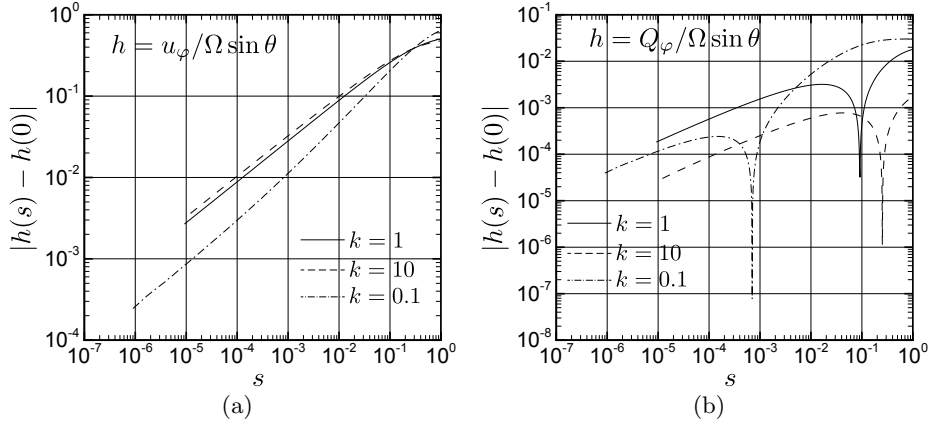 h = u_φ/Ω sin θ
10^0
10^-1
10^-2
10^-3
10^-4
|h(s) − h(0)|
k = 1
k = 10
k = 0.1
10^-7 10^-6 10^-5 10^-4 10^-3 10^-2 10^-1 10^0
s
(a)
h = Q_φ/Ω sin θ
10^-1
10^-2
10^-3
10^-4
10^-5
10^-6
10^-7
10^-8
|h(s) − h(0)|
k = 1
k = 10
k = 0.1
10^-7 10^-6 10^-5 10^-4 10^-3 10^-2 10^-1 10^0
s
(b)